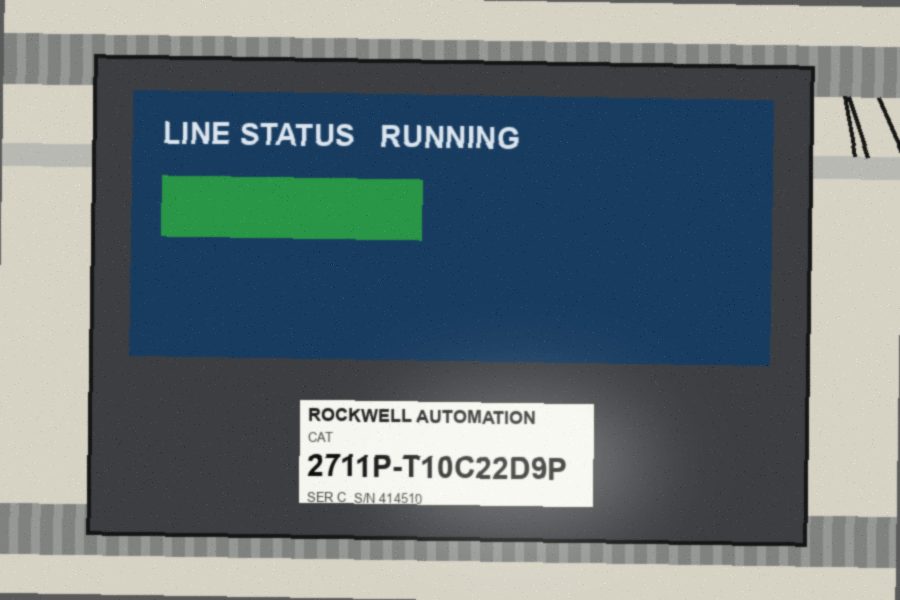 LINE STATUS RUNNING
ROCKWELL AUTOMATION
CAT
2711P-T10C22D9P
SER C S/N 414510